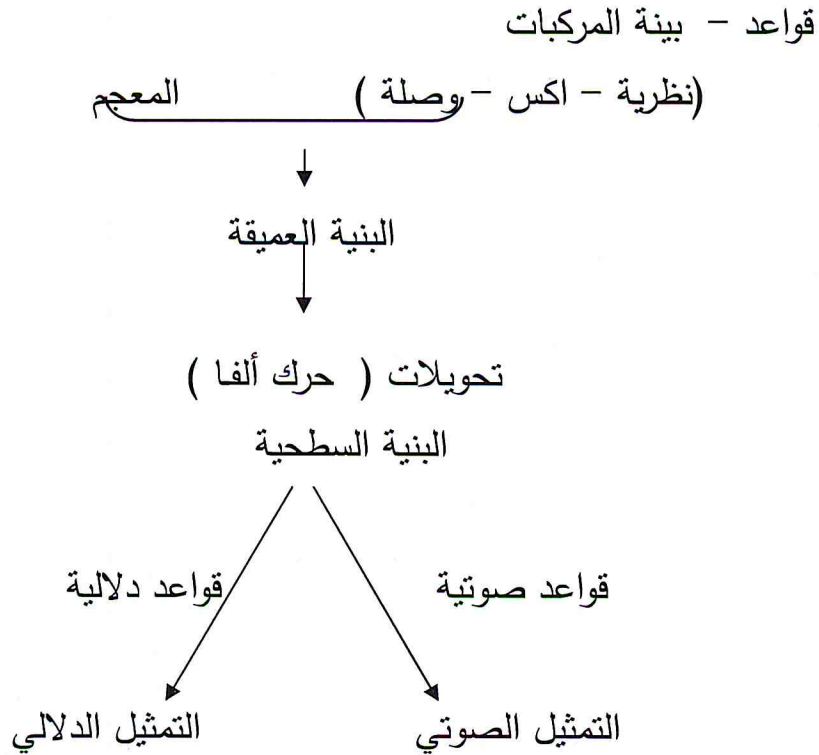 قواعد – بينة المركبات
(نظرية – اكس – وصلة ) المعجم
البنية العميقة
تحويلات ( حرك ألفا )
البنية السطحية
قواعد صوتية قواعد دلالية
التمثيل الصوتي التمثيل الدلالي